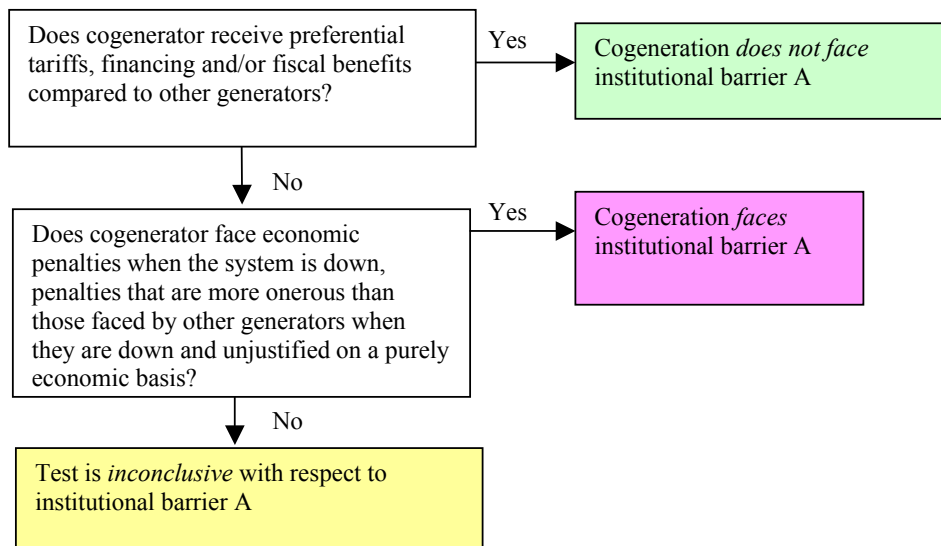 Does cogenerator receive preferential
tariffs, financing and/or fiscal benefits
compared to other generators?
Yes
Cogeneration does not face
institutional barrier A
No
Does cogenerator face economic
penalties when the system is down,
penalties that are more onerous than
those faced by other generators when
they are down and unjustified on a purely
economic basis?
Yes
Cogeneration faces
institutional barrier A
No
Test is inconclusive with respect to
institutional barrier A